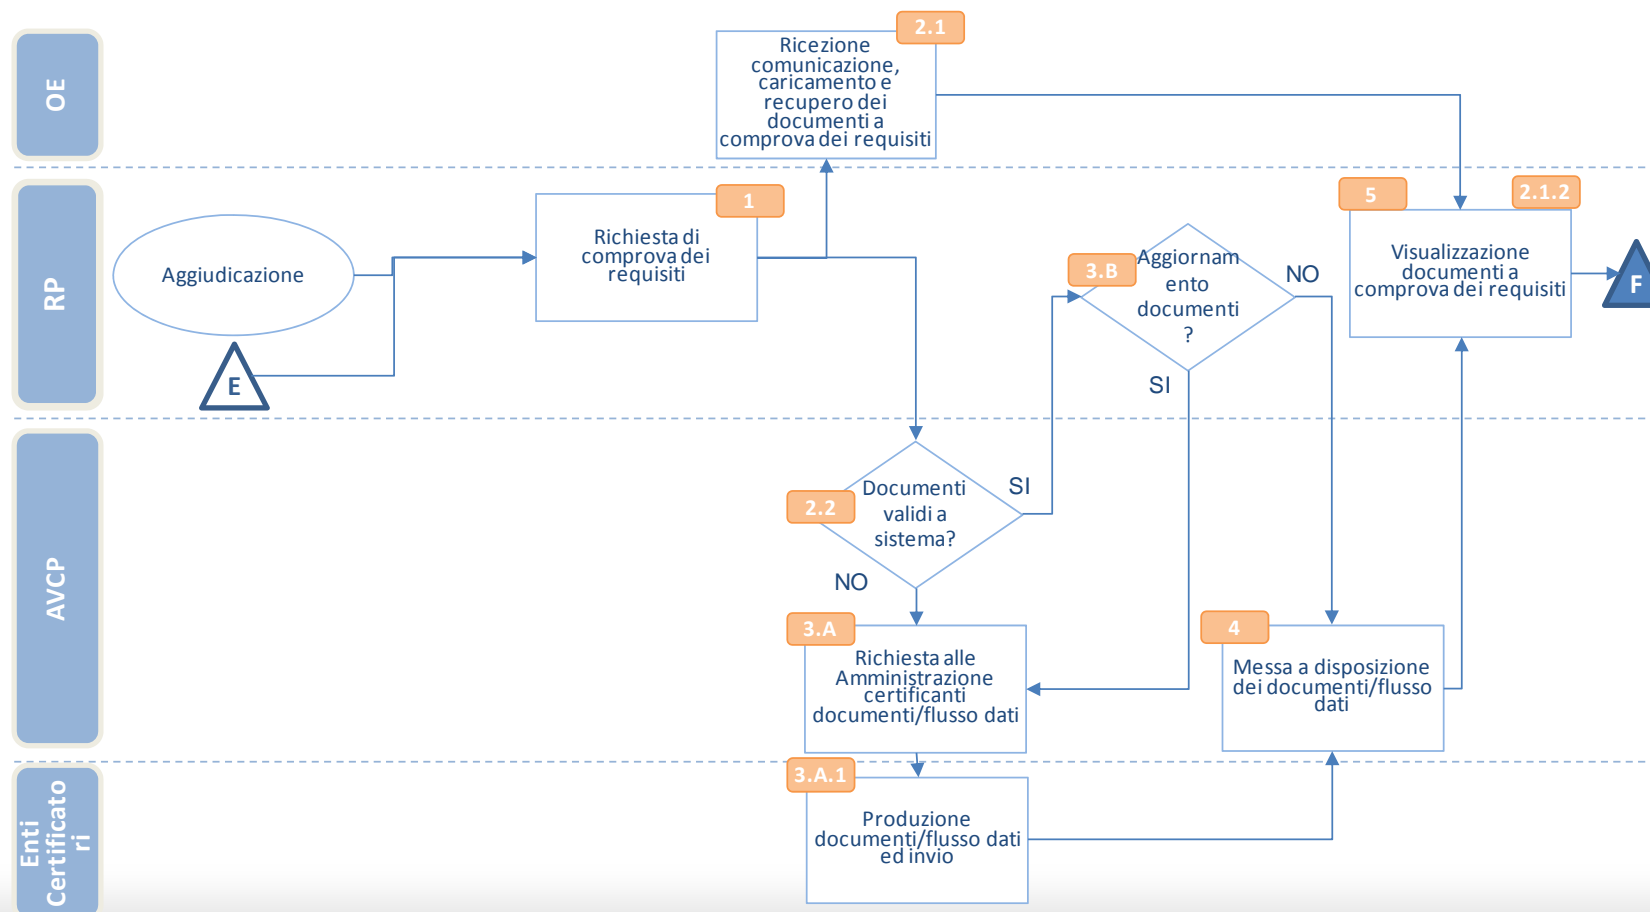 OE
2.1
Ricezione
comunicazione,
caricamento e
recupero dei
documenti a
comprova dei requisiti
RP
Aggiudicazione
E
1
Richiesta di
comprova dei
requisiti
3.B
Aggiornam
ento
documenti
?
NO
SI
5
2.1.2
Visualizzazione
documenti a
comprova dei requisiti
F
AVCP
2.2
Documenti
validi a
sistema?
SI
NO
3.A
Richiesta alle
Amministrazione
certificanti
documenti/flusso dati
4
Messa a disposizione
dei documenti/flusso
dati
Enti
Certificato
ri
3.A.1
Produzione
documenti/flusso dati
ed invio